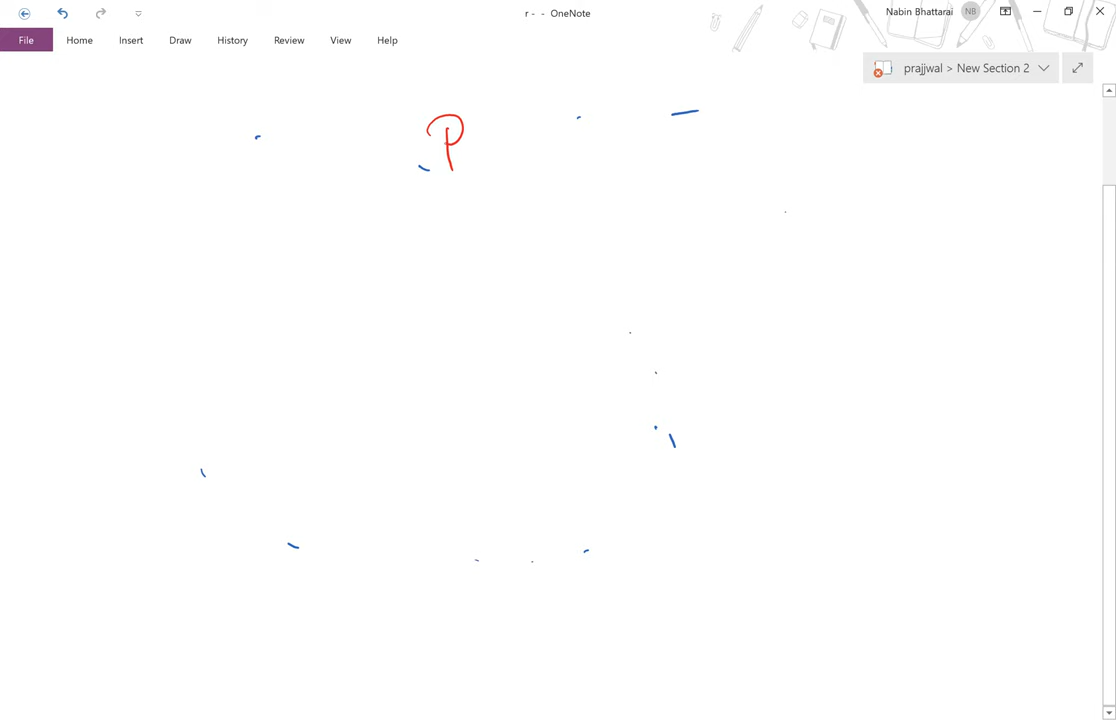 r - - OneNote
Nabin Bhattarai NB
File Home Insert Draw History Review View Help
prajjwal > New Section 2
P